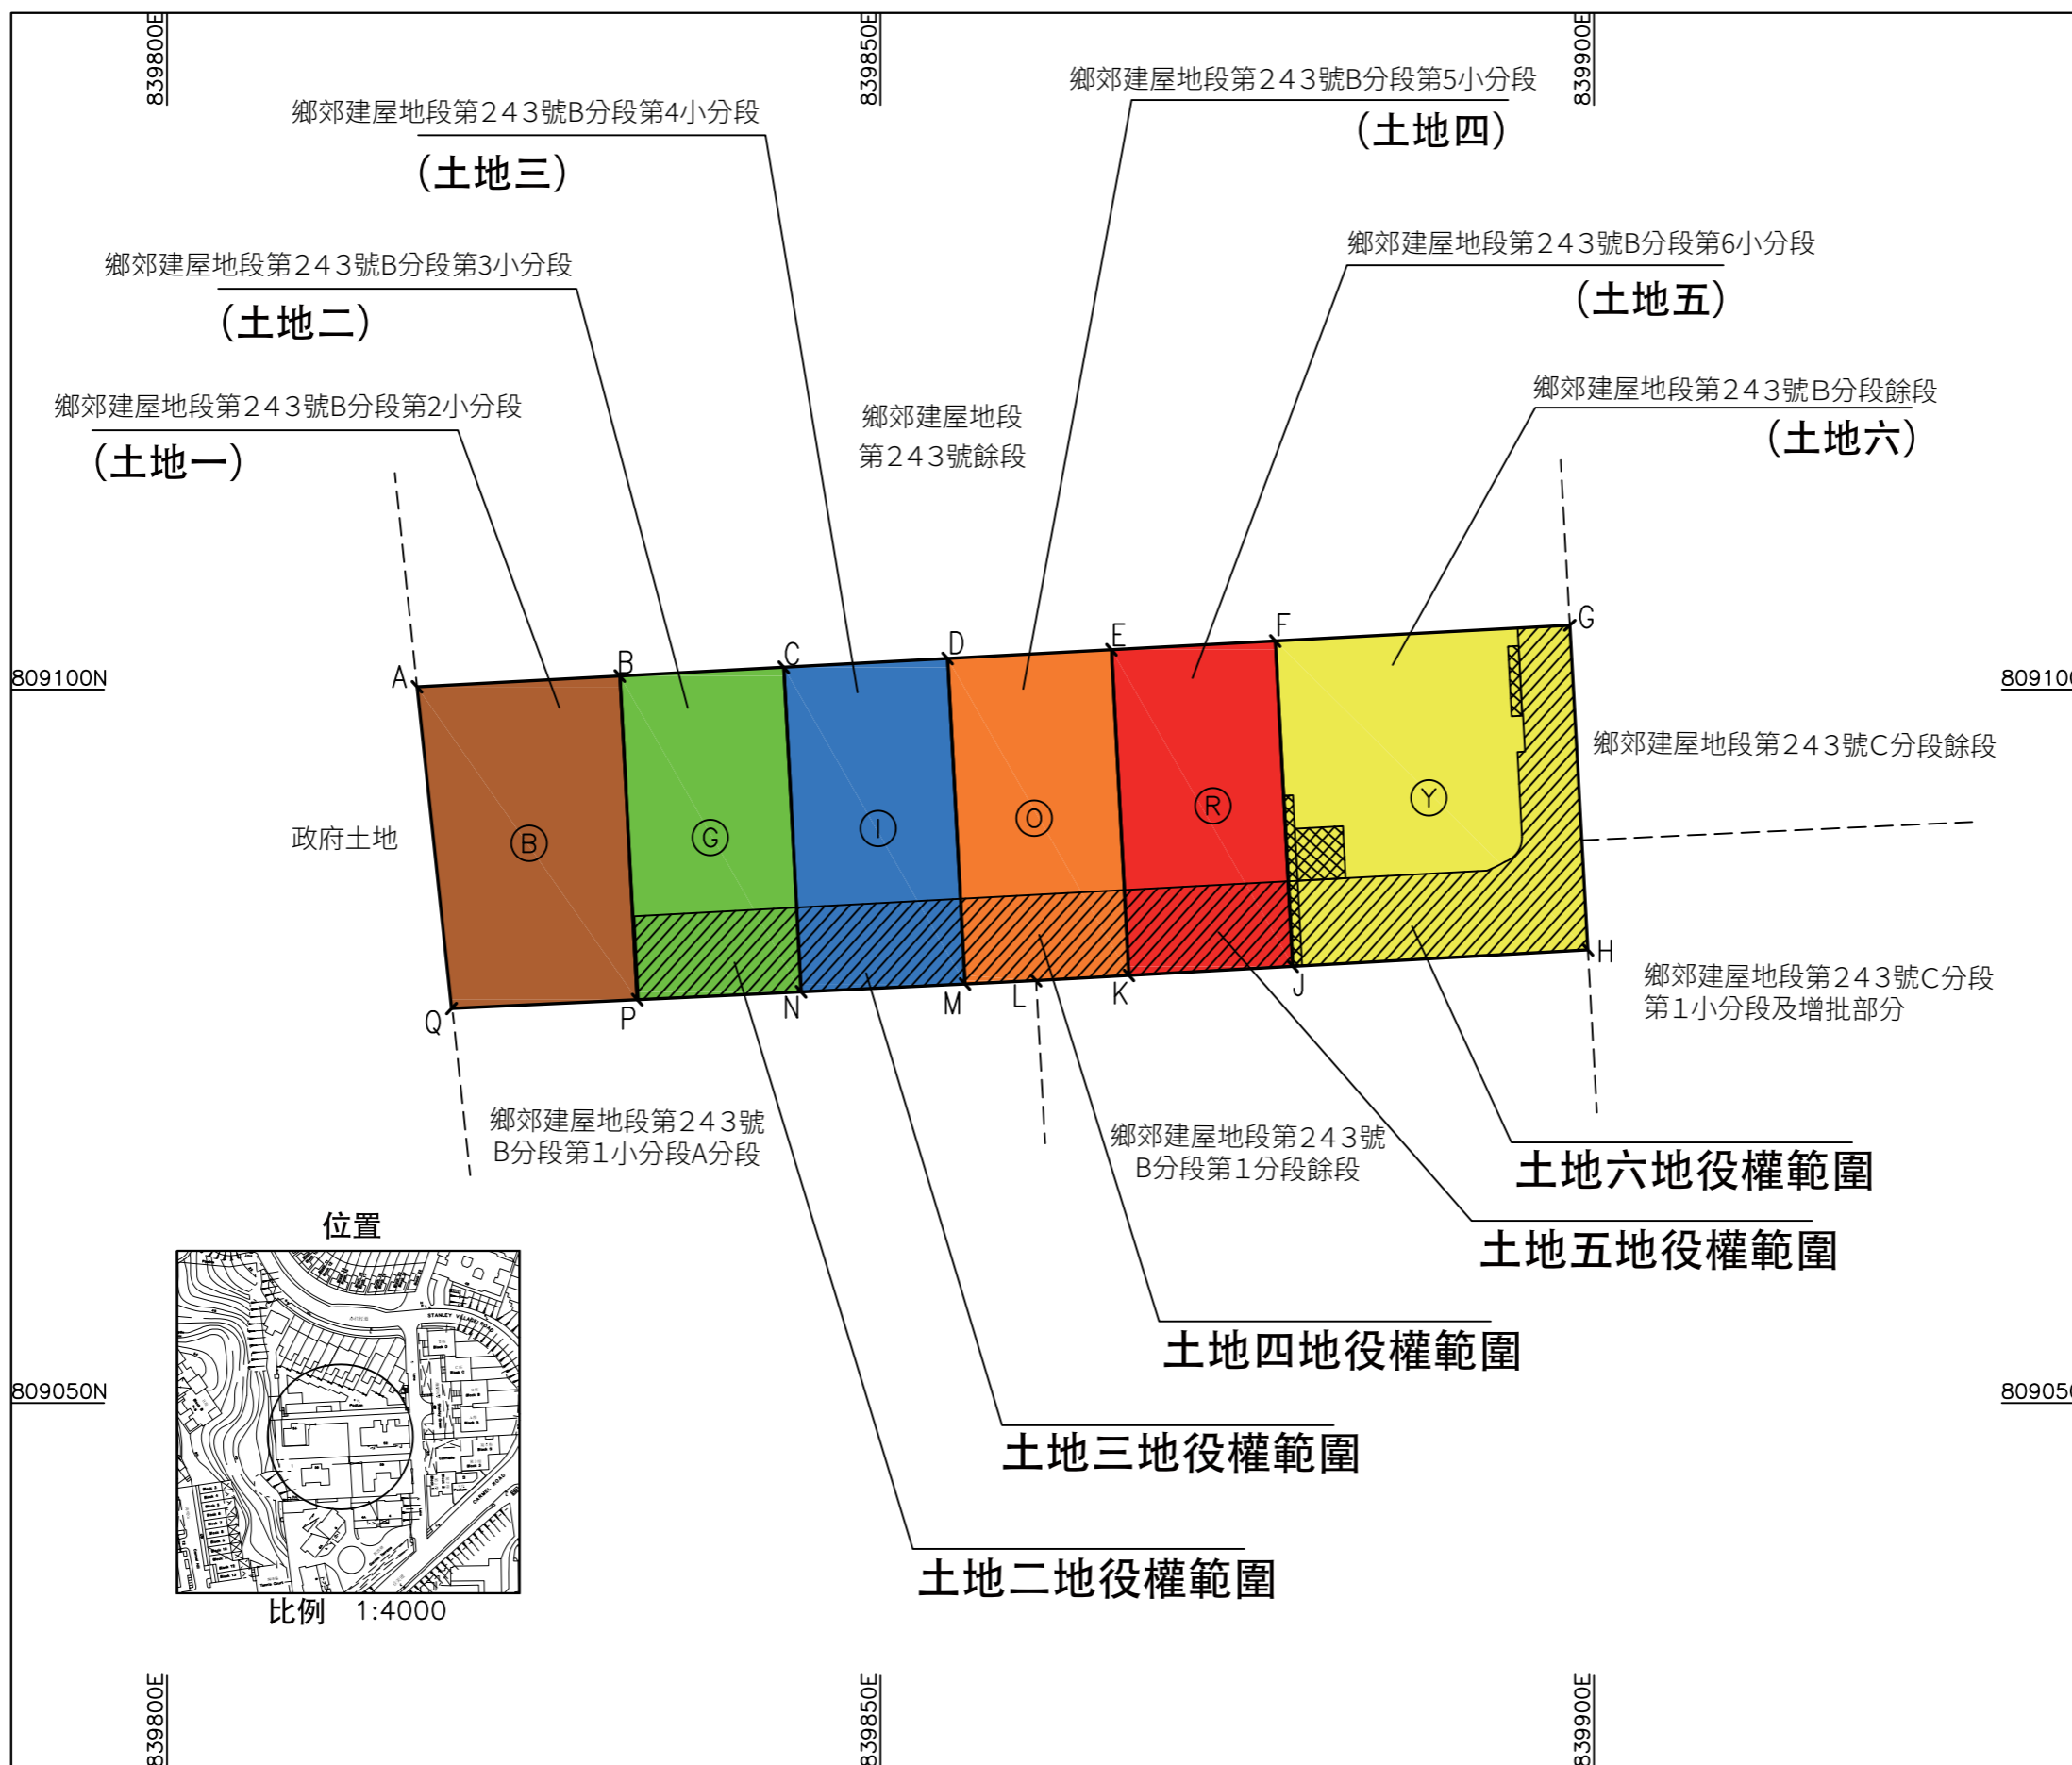 839800E
839850E
839900E
鄉郊建屋地段第243號B分段第5小分段
(土地四)
鄉郊建屋地段第243號B分段第4小分段
(土地三)
鄉郊建屋地段第243號B分段第3小分段
(土地二)
鄉郊建屋地段第243號B分段第6小分段
(土地五)
鄉郊建屋地段第243號B分段第2小分段
(土地一)
鄉郊建屋地段
第243號餘段
鄉郊建屋地段第243號B分段餘段
(土地六)
A
B
C
D
E
F
G
809100N
809100
鄉郊建屋地段第243號C分段餘段
政府土地
B
G
I
O
R
Y
Q
P
N
M
L
K
J
H
鄉郊建屋地段第243號C分段
第1小分段及增批部分
鄉郊建屋地段第243號
B分段第1小分段A分段
鄉郊建屋地段第243號
B分段第1分段餘段
土地六地役權範圍
土地五地役權範圍
土地四地役權範圍
土地三地役權範圍
土地二地役權範圍
位置
STANLEY VILLAGE ROAD
CARMEL ROAD
比例 1:4000
809050N
809050
839800E
839850E
839900E